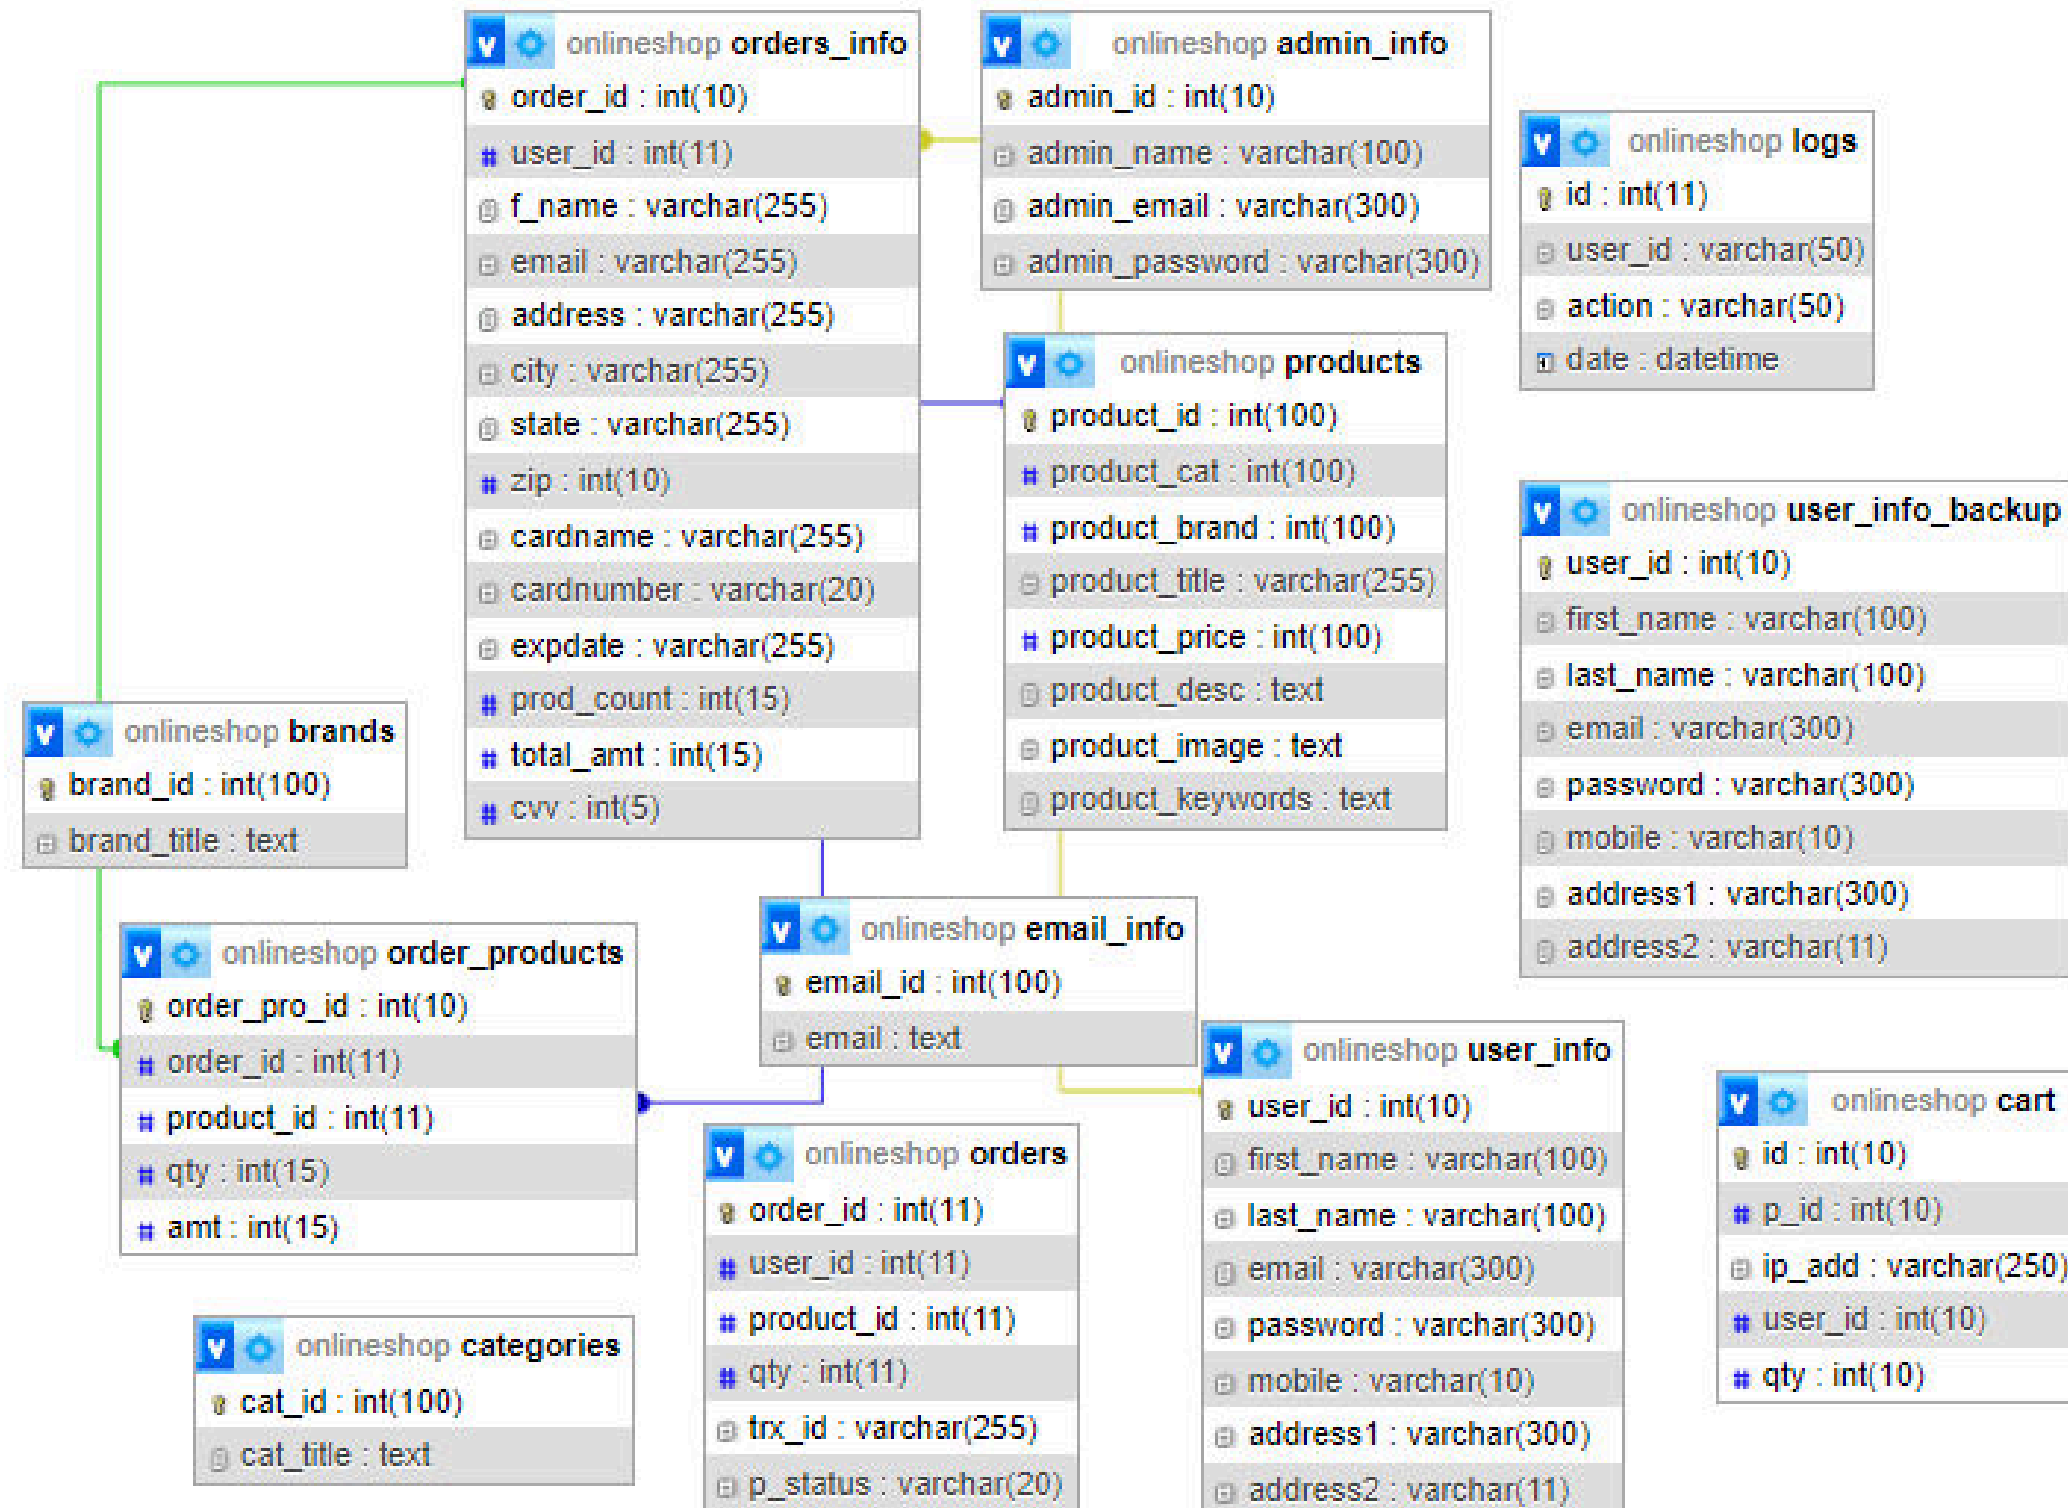 onlineshop orders_info
order_id : int(10)
user_id : int(11)
f_name : varchar(255)
email : varchar(255)
address : varchar(255)
city : varchar(255)
state : varchar(255)
zip : int(10)
cardname : varchar(255)
cardnumber : varchar(20)
expdate : varchar(255)
prod_count : int(15)
total_amt : int(15)
cvv : int(5)
onlineshop admin_info
admin_id : int(10)
admin_name : varchar(100)
admin_email : varchar(300)
admin_password : varchar(300)
onlineshop logs
id : int(11)
user_id : varchar(50)
action : varchar(50)
date : datetime
onlineshop products
product_id : int(100)
product_cat : int(100)
product_brand : int(100)
product_title : varchar(255)
product_price : int(100)
product_desc : text
product_image : text
product_keywords : text
onlineshop user_info_backup
user_id : int(10)
first_name : varchar(100)
last_name : varchar(100)
email : varchar(300)
password : varchar(300)
mobile : varchar(10)
address1 : varchar(300)
address2 : varchar(11)
onlineshop brands
brand_id : int(100)
brand_title : text
onlineshop order_products
order_pro_id : int(10)
order_id : int(11)
product_id : int(11)
qty : int(15)
amt : int(15)
onlineshop email_info
email_id : int(100)
email : text
onlineshop user_info
user_id : int(10)
first_name : varchar(100)
last_name : varchar(100)
email : varchar(300)
password : varchar(300)
mobile : varchar(10)
address1 : varchar(300)
address2 : varchar(11)
onlineshop cart
id : int(10)
p_id : int(10)
ip_add : varchar(250)
user_id : int(10)
qty : int(10)
onlineshop orders
order_id : int(11)
user_id : int(11)
product_id : int(11)
qty : int(11)
trx_id : varchar(255)
p_status : varchar(20)
onlineshop categories
cat_id : int(100)
cat_title : text